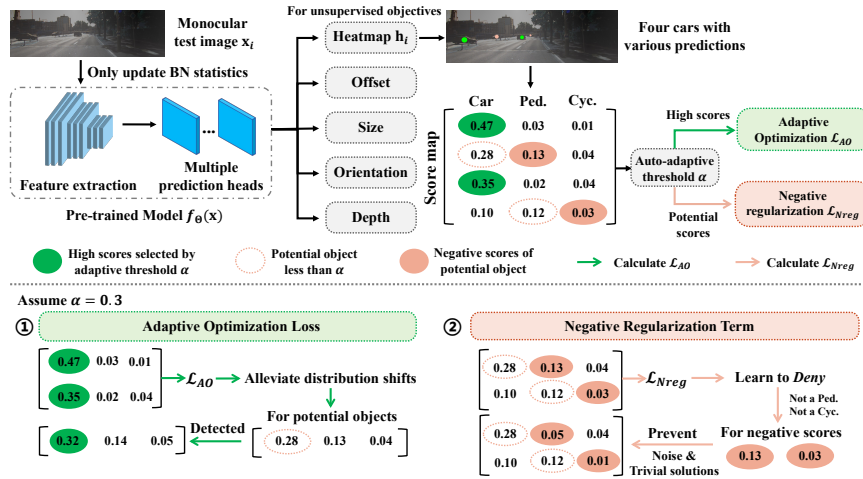 Monocular
test image x_i
Only update BN statistics
Feature extraction
Multiple
prediction heads
Pre-trained Model f_Θ(x)
For unsupervised objectives
Heatmap h_i
Offset
Size
Orientation
Depth
Four cars with
various predictions
Score map
Car Ped. Cyc.
0.47 0.03 0.01
0.28 0.13 0.04
0.35 0.02 0.04
0.10 0.12 0.03
Auto-adaptive
threshold α
High scores
Potential
scores
Adaptive
Optimization ℒ_AO
Negative
regularization ℒ_Nreg
High scores selected by
adaptive threshold α
Potential object
less than α
Negative scores of
potential object
Calculate ℒ_AO
Calculate ℒ_Nreg
Assume α = 0.3
① Adaptive Optimization Loss
0.47 0.03 0.01
0.35 0.02 0.04
ℒ_AO
Alleviate distribution shifts
For potential objects
0.28 0.13 0.04
Detected
0.32 0.14 0.05
② Negative Regularization Term
0.28 0.13 0.04
0.10 0.12 0.03
ℒ_Nreg
Learn to Deny
Not a Ped.
Not a Cyc.
For negative scores
0.13 0.03
Prevent
Noise &
Trivial solutions
0.28 0.05 0.04
0.10 0.12 0.01